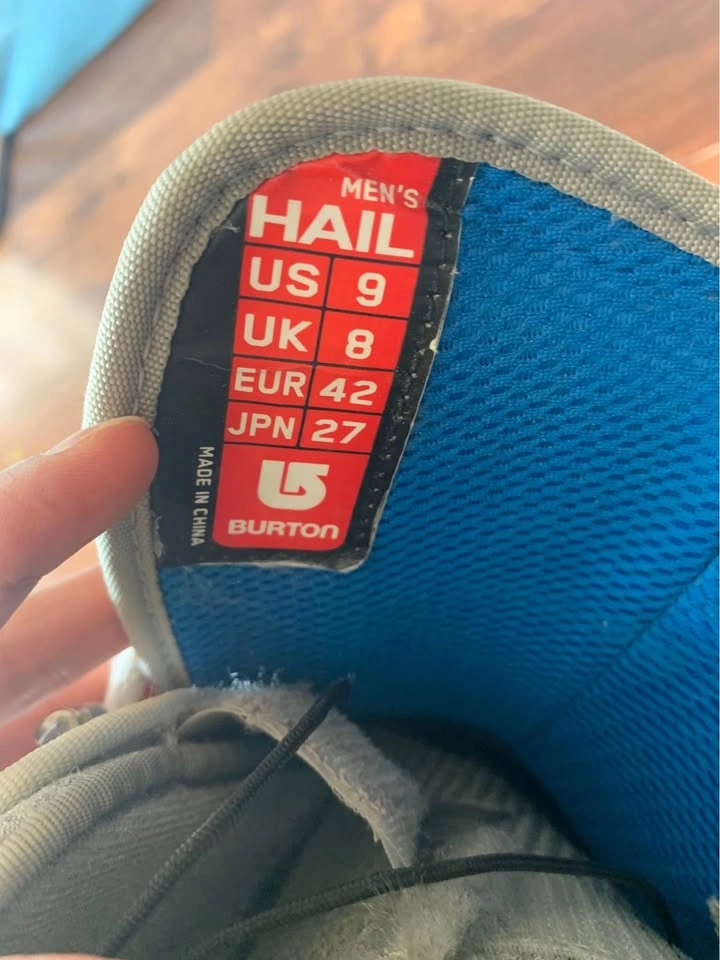 MEN'S
HAIL
US 9
UK 8
EUR 42
JPN 27
BURTON
MADE IN CHINA